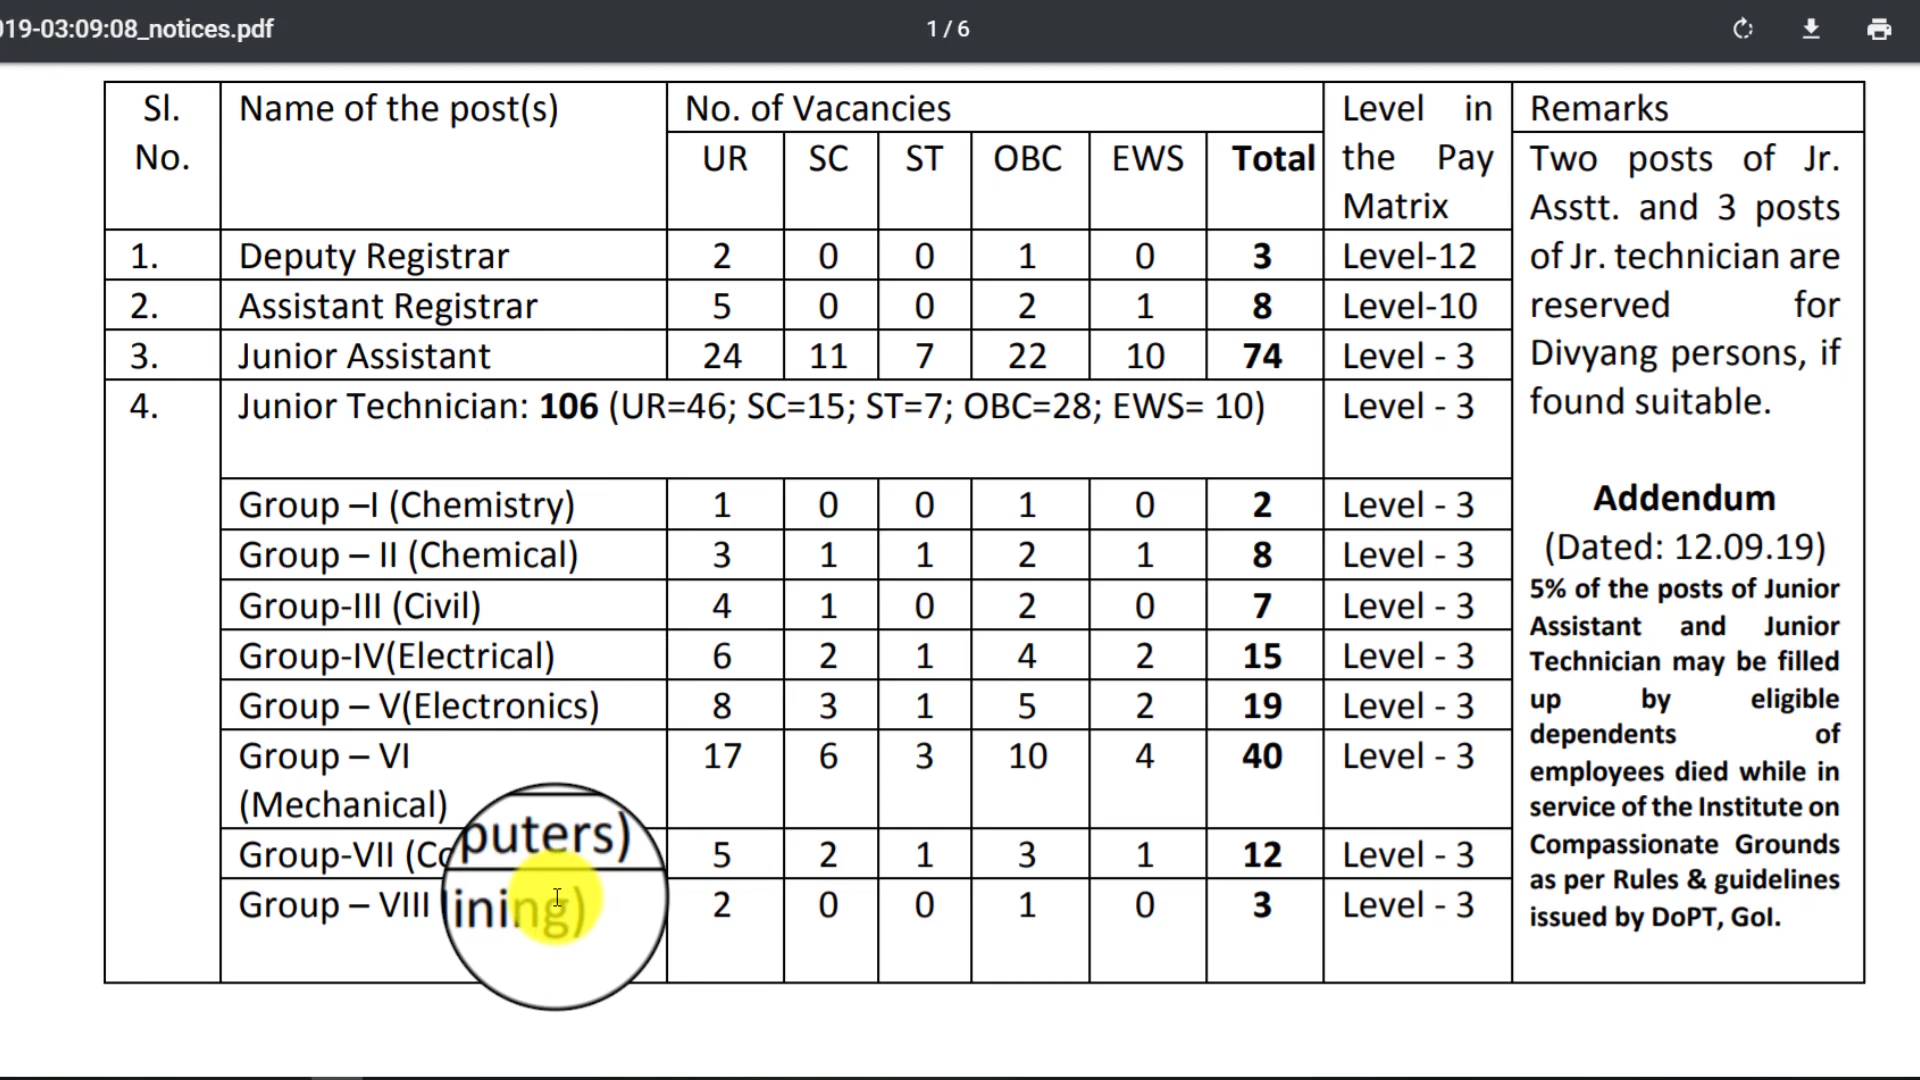 019-03:09:08_notices.pdf
1 / 6
Sl. No.
Name of the post(s)
No. of Vacancies
Level in the Pay Matrix
Remarks
UR SC ST OBC EWS Total
1. Deputy Registrar 2 0 0 1 0 3 Level-12
2. Assistant Registrar 5 0 0 2 1 8 Level-10
3. Junior Assistant 24 11 7 22 10 74 Level - 3
4. Junior Technician: 106 (UR=46; SC=15; ST=7; OBC=28; EWS= 10) Level - 3
Group –I (Chemistry) 1 0 0 1 0 2 Level - 3
Group – II (Chemical) 3 1 1 2 1 8 Level - 3
Group-III (Civil) 4 1 0 2 0 7 Level - 3
Group-IV(Electrical) 6 2 1 4 2 15 Level - 3
Group – V(Electronics) 8 3 1 5 2 19 Level - 3
Group – VI (Mechanical) 17 6 3 10 4 40 Level - 3
Group-VII (Co puters) 5 2 1 3 1 12 Level - 3
Group – VIII ining) 2 0 0 1 0 3 Level - 3
Two posts of Jr.
Asstt. and 3 posts
of Jr. technician are
reserved for
Divyang persons, if
found suitable.
Addendum
(Dated: 12.09.19)
5% of the posts of Junior
Assistant and Junior
Technician may be filled
up by eligible
dependents of
employees died while in
service of the Institute on
Compassionate Grounds
as per Rules & guidelines
issued by DoPT, GoI.